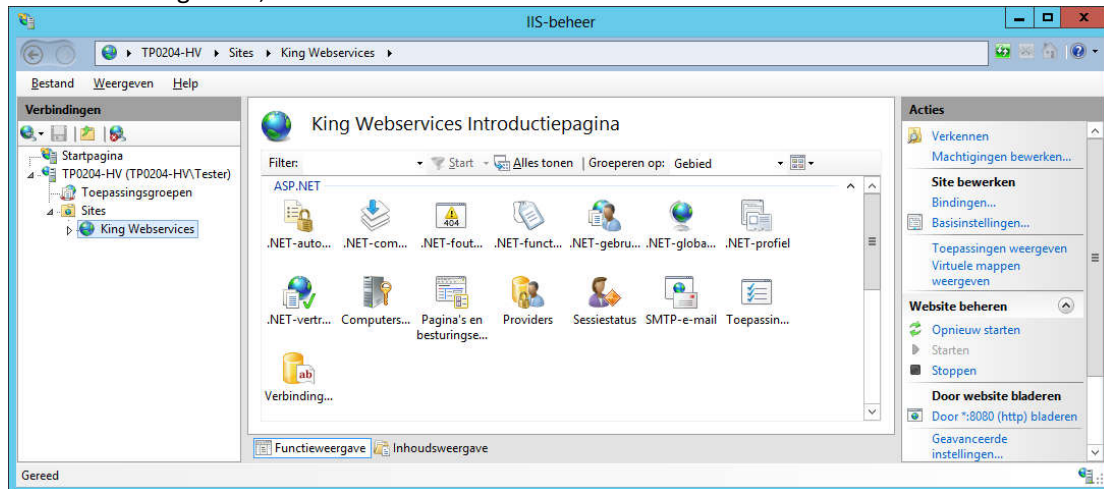 IIS-beheer
TP0204-HV Sites King Webservices
Bestand Weergeven Help
Verbindingen
Startpagina
TP0204-HV (TP0204-HV\Tester)
Toepassingsgroepen
Sites
King Webservices
King Webservices Introductiepagina
Filter: Start Alles tonen Groeperen op: Gebied
ASP.NET
.NET-auto... .NET-com... .NET-fout... .NET-funct... .NET-gebru... .NET-globa... .NET-profiel
.NET-vertr... Computers... Pagina's en besturingse... Providers Sessiestatus SMTP-e-mail Toepassin...
Verbinding...
Functieweergave Inhoudsweergave
Acties
Verkennen
Machtigingen bewerken...
Site bewerken
Bindingen...
Basisinstellingen...
Toepassingen weergeven
Virtuele mappen
weergeven
Website beheren
Opnieuw starten
Starten
Stoppen
Door website bladeren
Door *:8080 (http) bladeren
Geavanceerde
instellingen...
Gereed